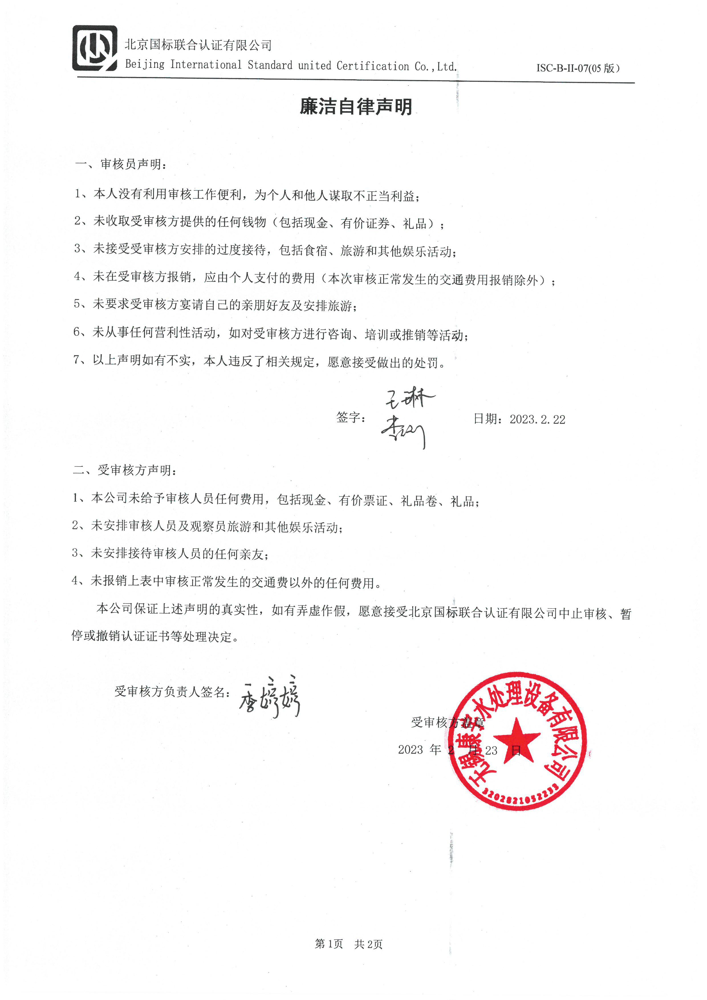 北京国标联合认证有限公司
Beijing International Standard united Certification Co.,Ltd.
ISC-B-II-07(05 版）
廉洁自律声明
一、审核员声明：
1、本人没有利用审核工作便利，为个人和他人谋取不正当利益；
2、未收取受审核方提供的任何钱物（包括现金、有价证券、礼品）；
3、未接受受审核方安排的过度接待，包括食宿、旅游和其他娱乐活动；
4、未在受审核方报销，应由个人支付的费用（本次审核正常发生的交通费用报销除外）；
5、未要求受审核方宴请自己的亲朋好友及安排旅游；
6、未从事任何营利性活动，如对受审核方进行咨询、培训或推销等活动；
7、以上声明如有不实，本人违反了相关规定，愿意接受做出的处罚。
王琳
签字：
日期：2023.2.22
二、受审核方声明：
1、本公司未给予审核人员任何费用，包括现金、有价票证、礼品卷、礼品；
2、未安排审核人员及观察员旅游和其他娱乐活动；
3、未安排接待审核人员的任何亲友；
4、未报销上表中审核正常发生的交通费以外的任何费用。
本公司保证上述声明的真实性，如有弄虚作假，愿意接受北京国标联合认证有限公司中止审核、暂
停或撤销认证证书等处理决定。
受审核方负责人签名：季婷婷
受审核方盖章
2023 年 2 月 23 日
无锡康宇水处理设备有限公司
3202821052233
第1页 共2页